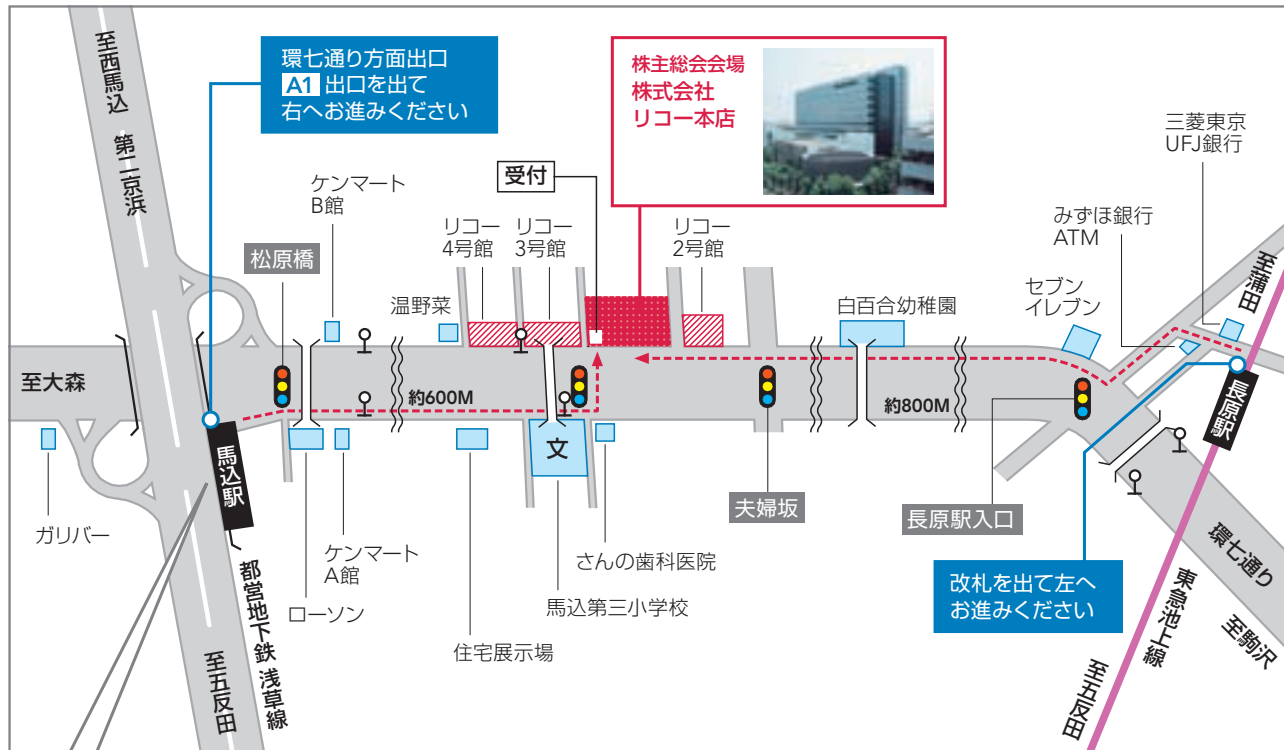 至西馬込
第二京浜
環七通り方面出口
A1 出口を出て
右へお進みください
株主総会会場
株式会社
リコー本店
三菱東京
UFJ銀行
ケンマート
B館
受付
みずほ銀行
ATM
リコー
4号館
リコー
3号館
リコー
2号館
松原橋
温野菜
白百合幼稚園
セブン
イレブン
至蒲田
至大森
約600M
約800M
長原駅
馬込駅
文
夫婦坂
長原駅入口
ガリバー
ケンマート
A館
ローソン
さんの歯科医院
馬込第三小学校
住宅展示場
環七通り
改札を出て左へ
お進みください
都営地下鉄 浅草線
至五反田
東急池上線
至駒沢
至五反田